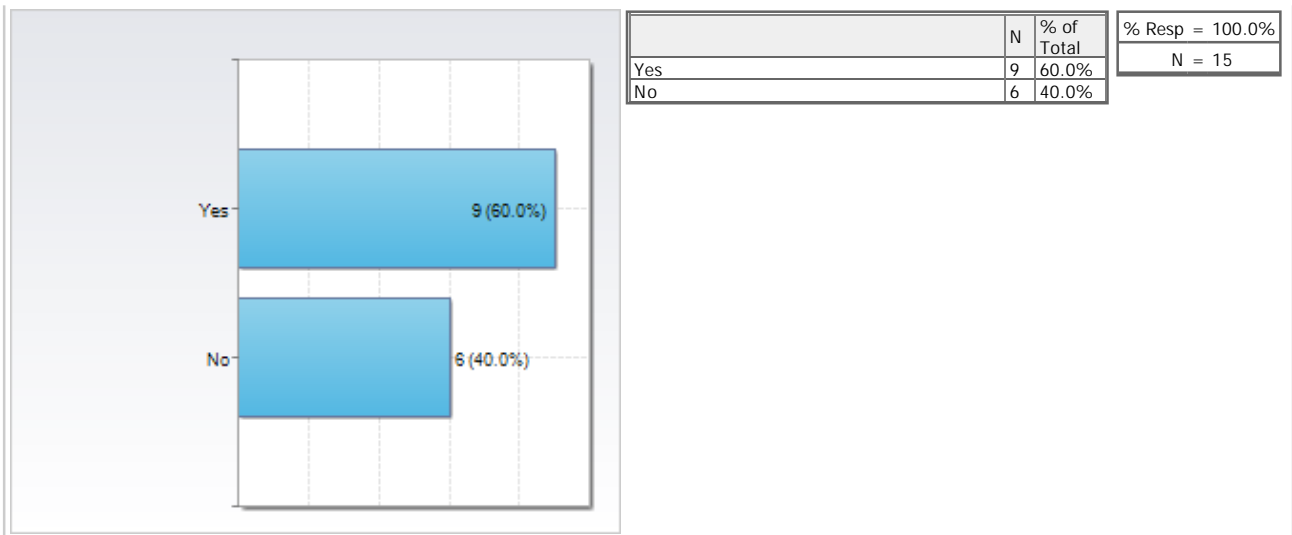 Yes
9 (60.0%)
No
6 (40.0%)
N
% of
Total
Yes 9 60.0%
No 6 40.0%
% Resp = 100.0%
N = 15